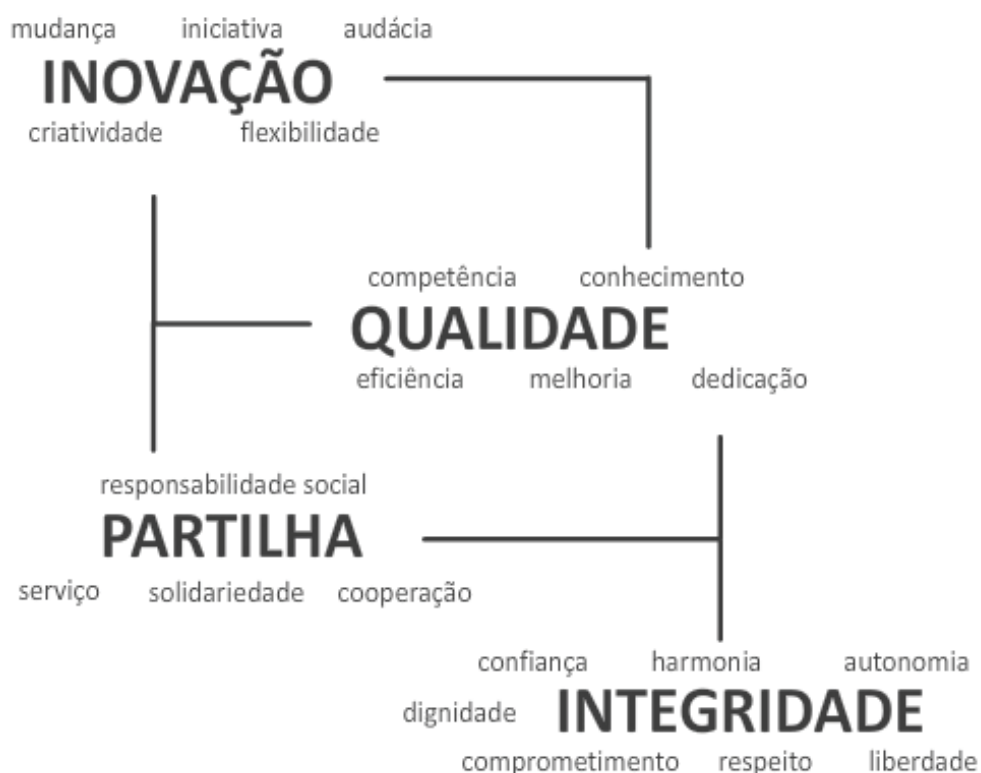 mudança iniciativa audácia
INOVAÇÃO
criatividade flexibilidade
competência conhecimento
QUALIDADE
eficiência melhoria dedicação
responsabilidade social
PARTILHA
serviço solidariedade cooperação
confiança harmonia autonomia
dignidade INTEGRIDADE
comprometimento respeito liberdade